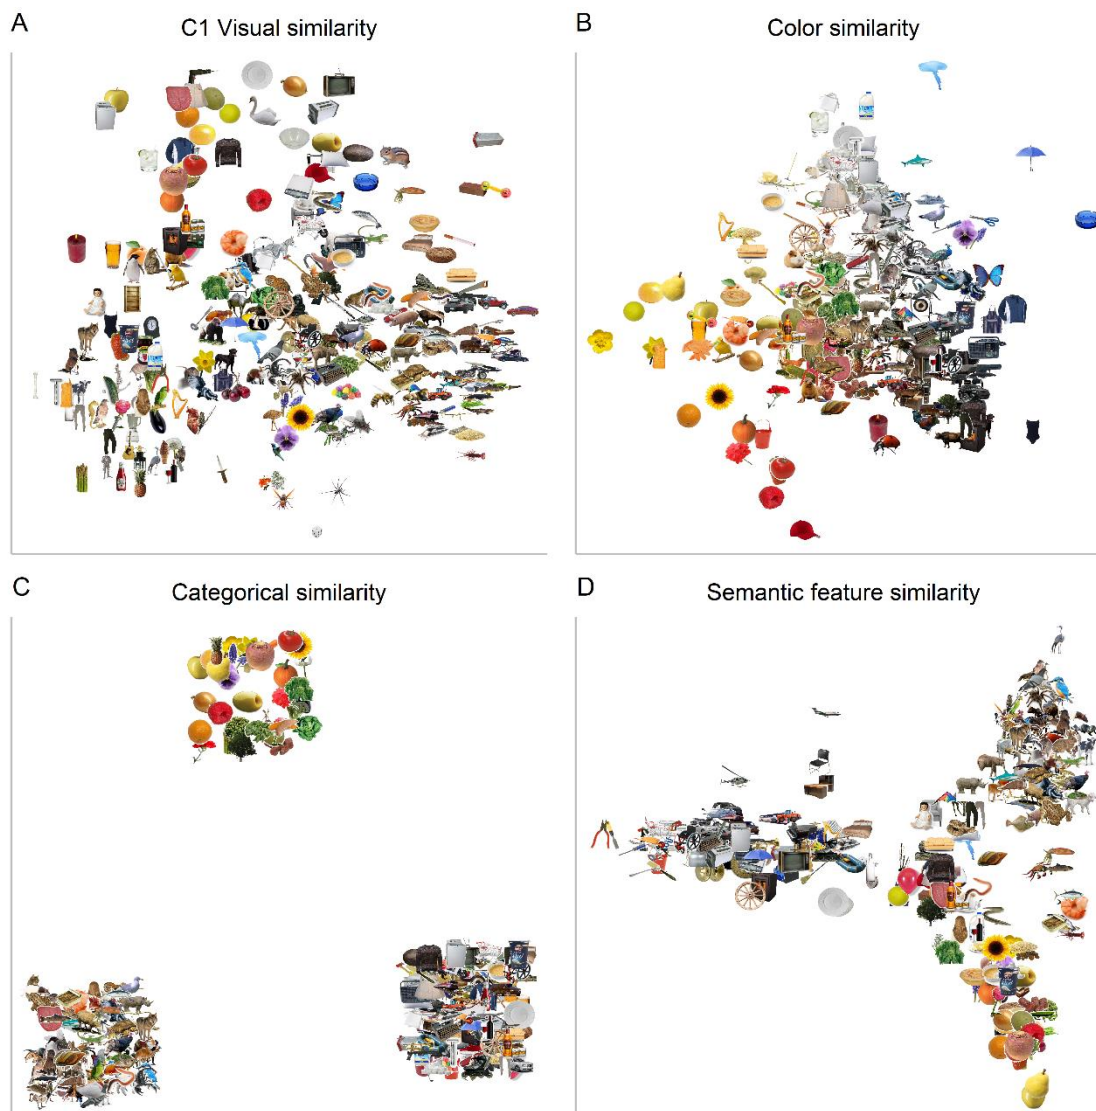 A
C1 Visual similarity
B
Color similarity
C
Categorical similarity
D
Semantic feature similarity